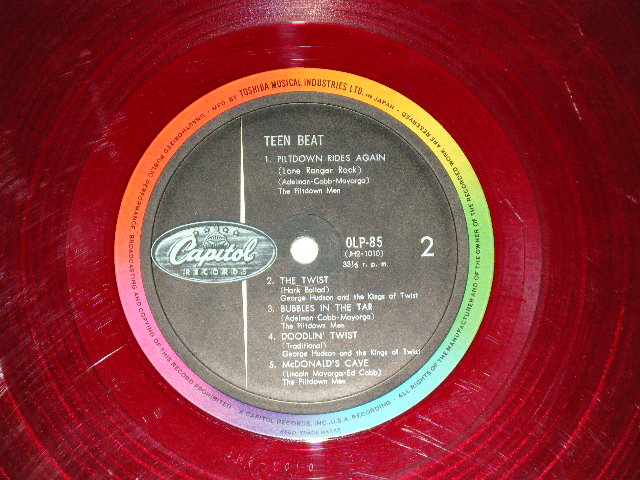 MFD BY TOSHIBA MUSICAL INDUSTRIES LTD. IN JAPAN · ALL RIGHTS OF THE MANUFACTURER AND OF THE OWNER OF THE RECORDED WORK ARE RESERVED
UNAUTHORIZED PUBLIC PERFORMANCE, BROADCASTING AND COPYING OF THIS RECORD PROHIBITED · A CAPITOL RECORDS, INC. U.S.A. RECORDING
TEEN BEAT
1. PILTDOWN RIDES AGAIN
(Lone Ranger Rock)
(Adelman-Cobb-Mayorga)
The Piltdown Men
Capitol
RECORDS
OLP-85
(JH2-1010)
33⅓ r. p. m.
2
2. THE TWIST
(Hank Ballad)
George Hudson and the Kings of Twist
3. BUBBLES IN THE TAR
(Adelman-Cobb-Mayorga)
The Piltdown Men
4. DOODLIN' TWIST
(Traditional)
George Hudson and the Kings of Twist
5. McDONALD'S CAVE
(Lincoln Mayorga-Ed Cobb)
The Piltdown Men